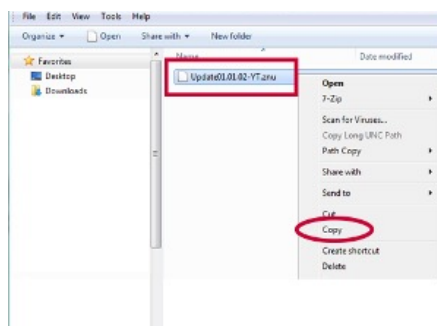 File Edit View Tools Help
Organize Open Share with New folder
Name Date modified
Favorites
Desktop
Downloads
Update01.01.02-YT.znu
Open
7-Zip
Scan for Viruses...
Copy Long UNC Path
Path Copy
Share with
Send to
Cut
Copy
Create shortcut
Delete